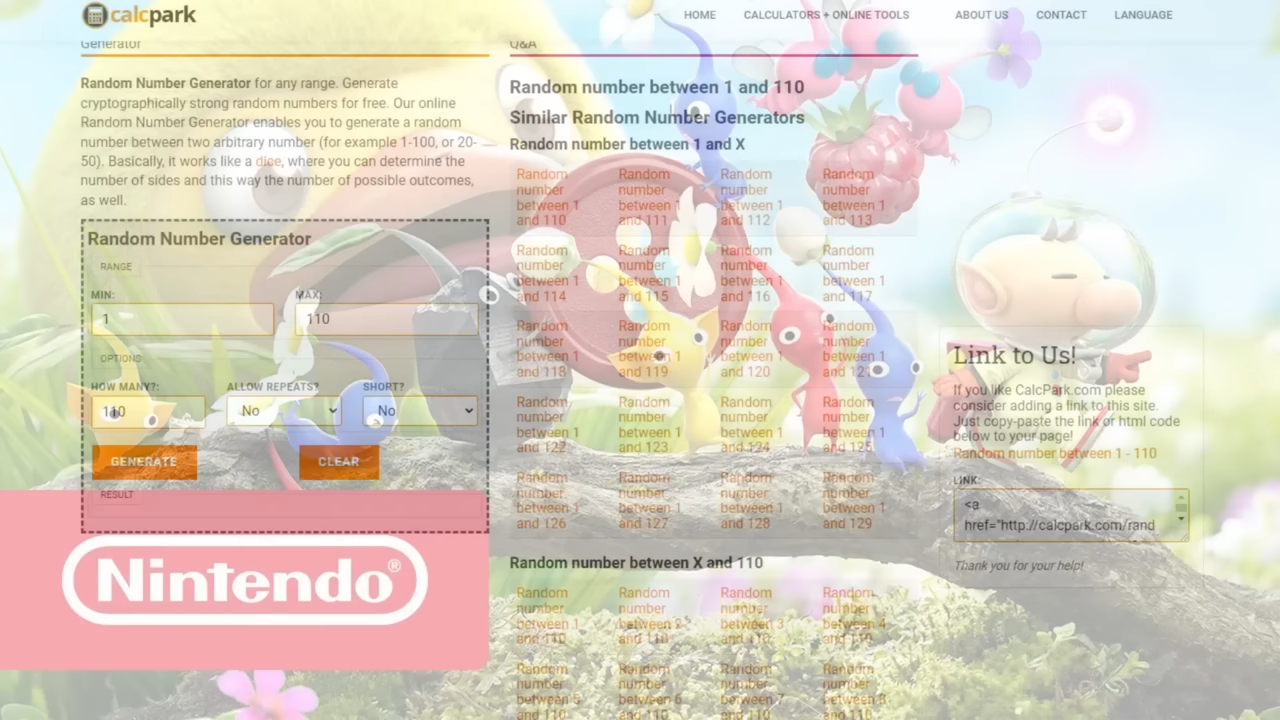 calcpark
HOME
CALCULATORS + ONLINE TOOLS
ABOUT US
CONTACT
LANGUAGE
Generator
Random Number Generator for any range. Generate
cryptographically strong random numbers for free. Our online
Random Number Generator enables you to generate a random
number between two arbitrary number (for example 1-100, or 20-
50). Basically, it works like a dice, where you can determine the
number of sides and this way the number of possible outcomes,
as well.
Random Number Generator
RANGE
MIN:
MAX:
1
110
OPTIONS
HOW MANY?:
ALLOW REPEATS?
SHORT?
110
No
No
GENERATE
CLEAR
RESULT
Nintendo®
Q&A
Random number between 1 and 110
Similar Random Number Generators
Random number between 1 and X
Random
number
between 1
and 110
Random
number
between 1
and 111
Random
number
between 1
and 112
Random
number
between 1
and 113
Random
number
between 1
and 114
Random
number
between 1
and 115
Random
number
between 1
and 116
Random
number
between 1
and 117
Random
number
between 1
and 118
Random
number
between 1
and 119
Random
number
between 1
and 120
Random
number
between 1
and 121
Random
number
between 1
and 122
Random
number
between 1
and 123
Random
number
between 1
and 124
Random
number
between 1
and 125
Random
number
between 1
and 126
Random
number
between 1
and 127
Random
number
between 1
and 128
Random
number
between 1
and 129
Random number between X and 110
Random
number
between 1
and 110
Random
number
between 2
and 110
Random
number
between 3
and 110
Random
number
between 4
and 110
Random
number
between 5
and 110
Random
number
between 6
and 110
Random
number
between 7
and 110
Random
number
between 8
and 110
Link to Us!
If you like CalcPark.com please
consider adding a link to this site.
Just copy-paste the link or html code
below to your page!
Random number between 1 - 110
LINK:
<a
href="http://calcpark.com/rand
Thank you for your help!